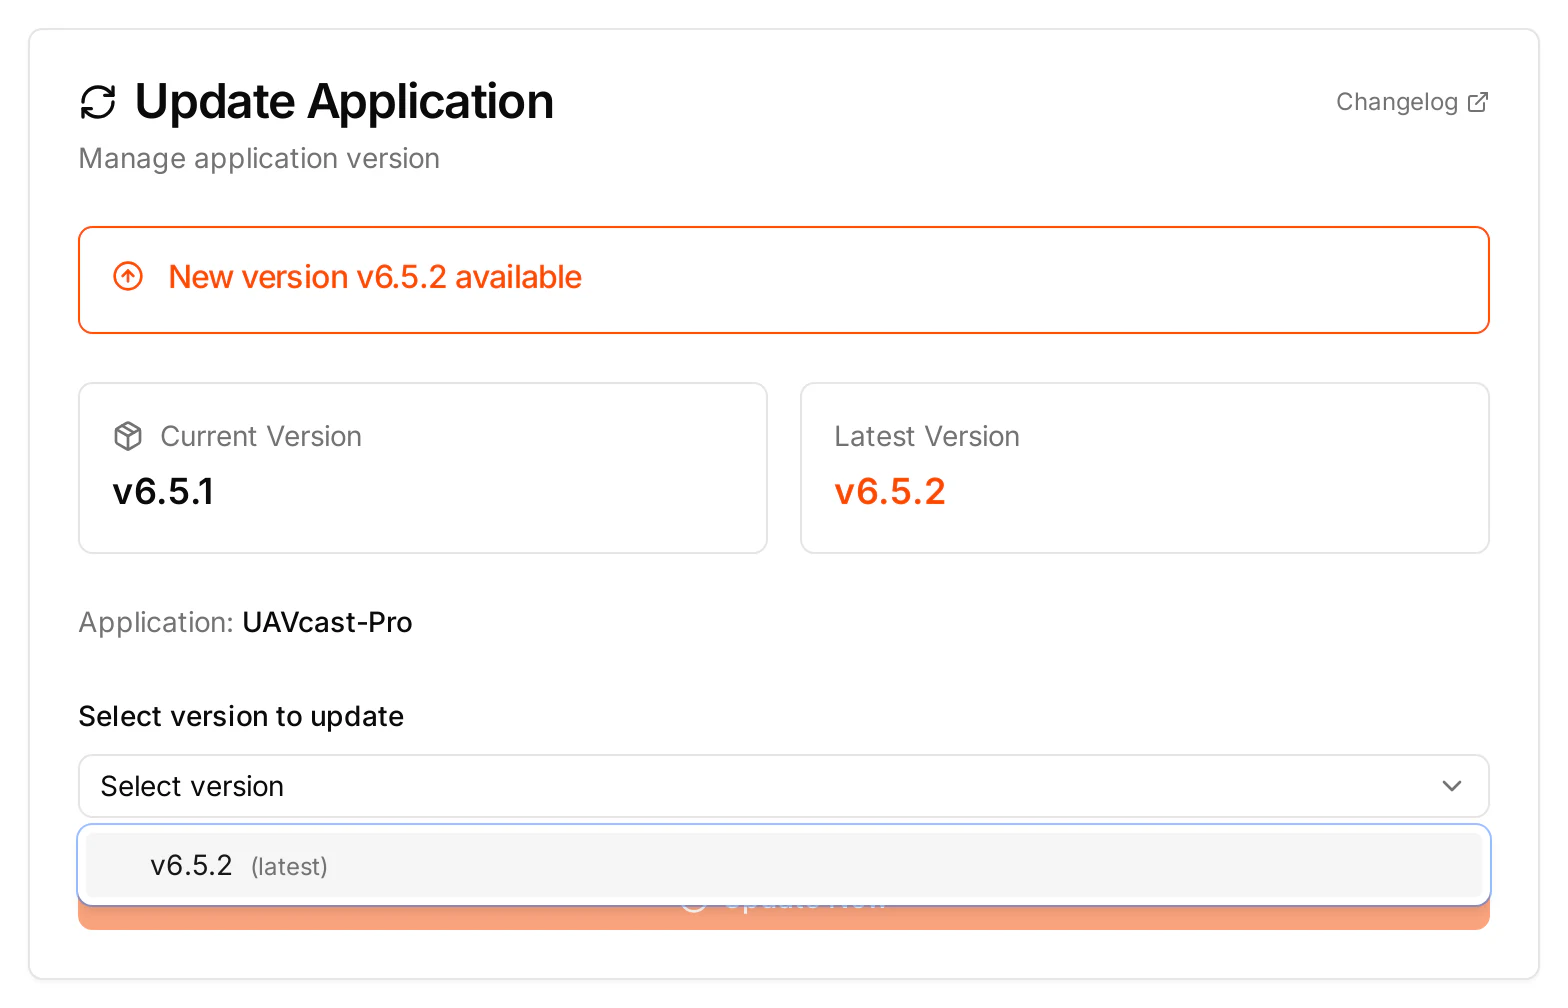 Update Application
Changelog
Manage application version
New version v6.5.2 available
Current Version
v6.5.1
Latest Version
v6.5.2
Application: UAVcast-Pro
Select version to update
Select version
v6.5.2 (latest)